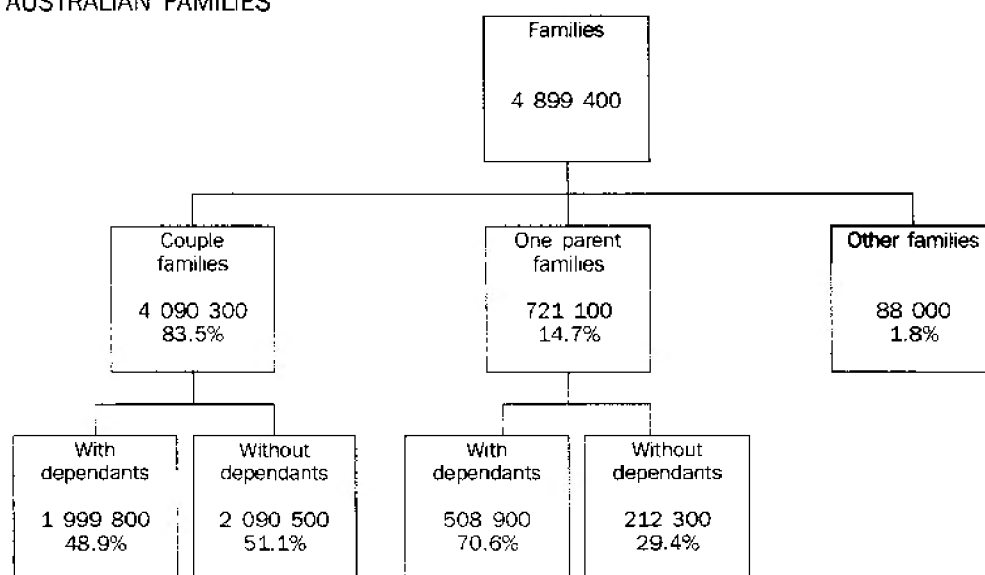 AUSTRALIAN FAMILIES
Families
4 899 400
Couple
families
4 090 300
83.5%
One parent
families
721 100
14.7%
Other families
88 000
1.8%
With
dependants
1 999 800
48.9%
Without
dependants
2 090 500
51.1%
With
dependants
508 900
70.6%
Without
dependants
212 300
29.4%